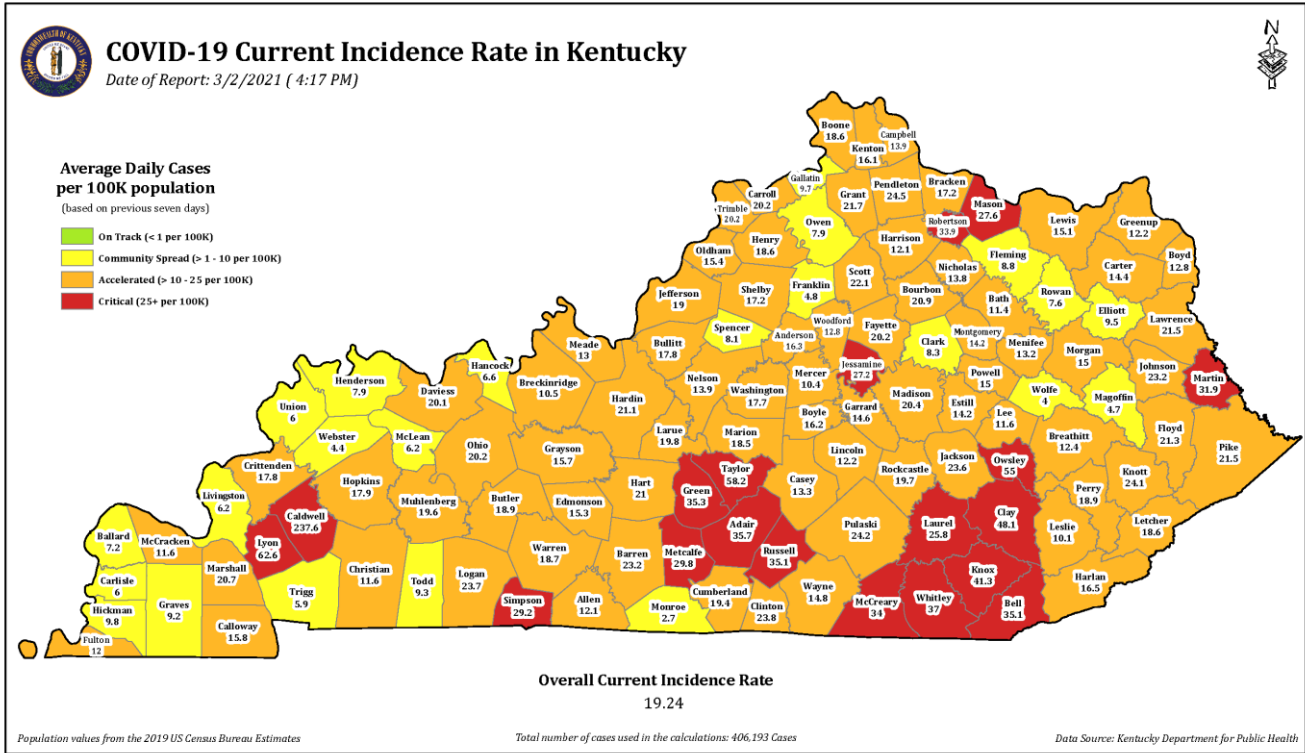 COVID-19 Current Incidence Rate in Kentucky
Date of Report: 3/2/2021 ( 4:17 PM)
N
Average Daily Cases
per 100K population
(based on previous seven days)
On Track (< 1 per 100K)
Community Spread (> 1 - 10 per 100K)
Accelerated (> 10 - 25 per 100K)
Critical (25+ per 100K)
Boone
18.6
Campbell
13.9
Kenton
16.1
Gallatin
9.7
Carroll
20.2
Trimble
20.2
Grant
21.7
Pendleton
24.5
Bracken
17.2
Mason
27.6
Robertson
33.9
Lewis
15.1
Greenup
12.2
Owen
7.9
Henry
18.6
Oldham
15.4
Harrison
12.1
Fleming
8.8
Carter
14.4
Boyd
12.8
Nicholas
13.8
Scott
22.1
Franklin
4.8
Shelby
17.2
Jefferson
19
Bourbon
20.9
Bath
11.4
Rowan
7.6
Elliott
9.5
Lawrence
21.5
Spencer
8.1
Anderson
16.3
Woodford
12.8
Fayette
20.2
Clark
8.3
Montgomery
14.2
Menifee
13.2
Morgan
15
Johnson
23.2
Martin
31.9
Meade
13
Bullitt
17.8
Jessamine
27.2
Hancock
6.6
Breckinridge
10.5
Nelson
13.9
Washington
17.7
Mercer
10.4
Madison
20.4
Powell
15
Wolfe
4
Magoffin
4.7
Henderson
7.9
Daviess
20.1
Hardin
21.1
Boyle
16.2
Garrard
14.6
Estill
14.2
Lee
11.6
Floyd
21.3
Union
6
Webster
4.4
McLean
6.2
Ohio
20.2
Grayson
15.7
Larue
19.8
Marion
18.5
Lincoln
12.2
Breathitt
12.4
Pike
21.5
Crittenden
17.8
Hopkins
17.9
Taylor
58.2
Casey
13.3
Rockcastle
19.7
Jackson
23.6
Owsley
55
Knott
24.1
Livingston
6.2
Caldwell
237.6
Muhlenberg
19.6
Butler
18.9
Edmonson
15.3
Hart
21
Green
35.3
Perry
18.9
Ballard
7.2
McCracken
11.6
Lyon
62.6
Adair
35.7
Pulaski
24.2
Laurel
25.8
Clay
48.1
Leslie
10.1
Letcher
18.6
Warren
18.7
Barren
23.2
Metcalfe
29.8
Russell
35.1
Carlisle
6
Marshall
20.7
Christian
11.6
Todd
9.3
Logan
23.7
Knox
41.3
Harlan
16.5
Trigg
5.9
Simpson
29.2
Allen
12.1
Monroe
2.7
Cumberland
19.4
Clinton
23.8
Wayne
14.8
McCreary
34
Whitley
37
Bell
35.1
Hickman
9.8
Graves
9.2
Calloway
15.8
Fulton
12
Overall Current Incidence Rate
19.24
Population values from the 2019 US Census Bureau Estimates
Total number of cases used in the calculations: 406,193 Cases
Data Source: Kentucky Department for Public Health